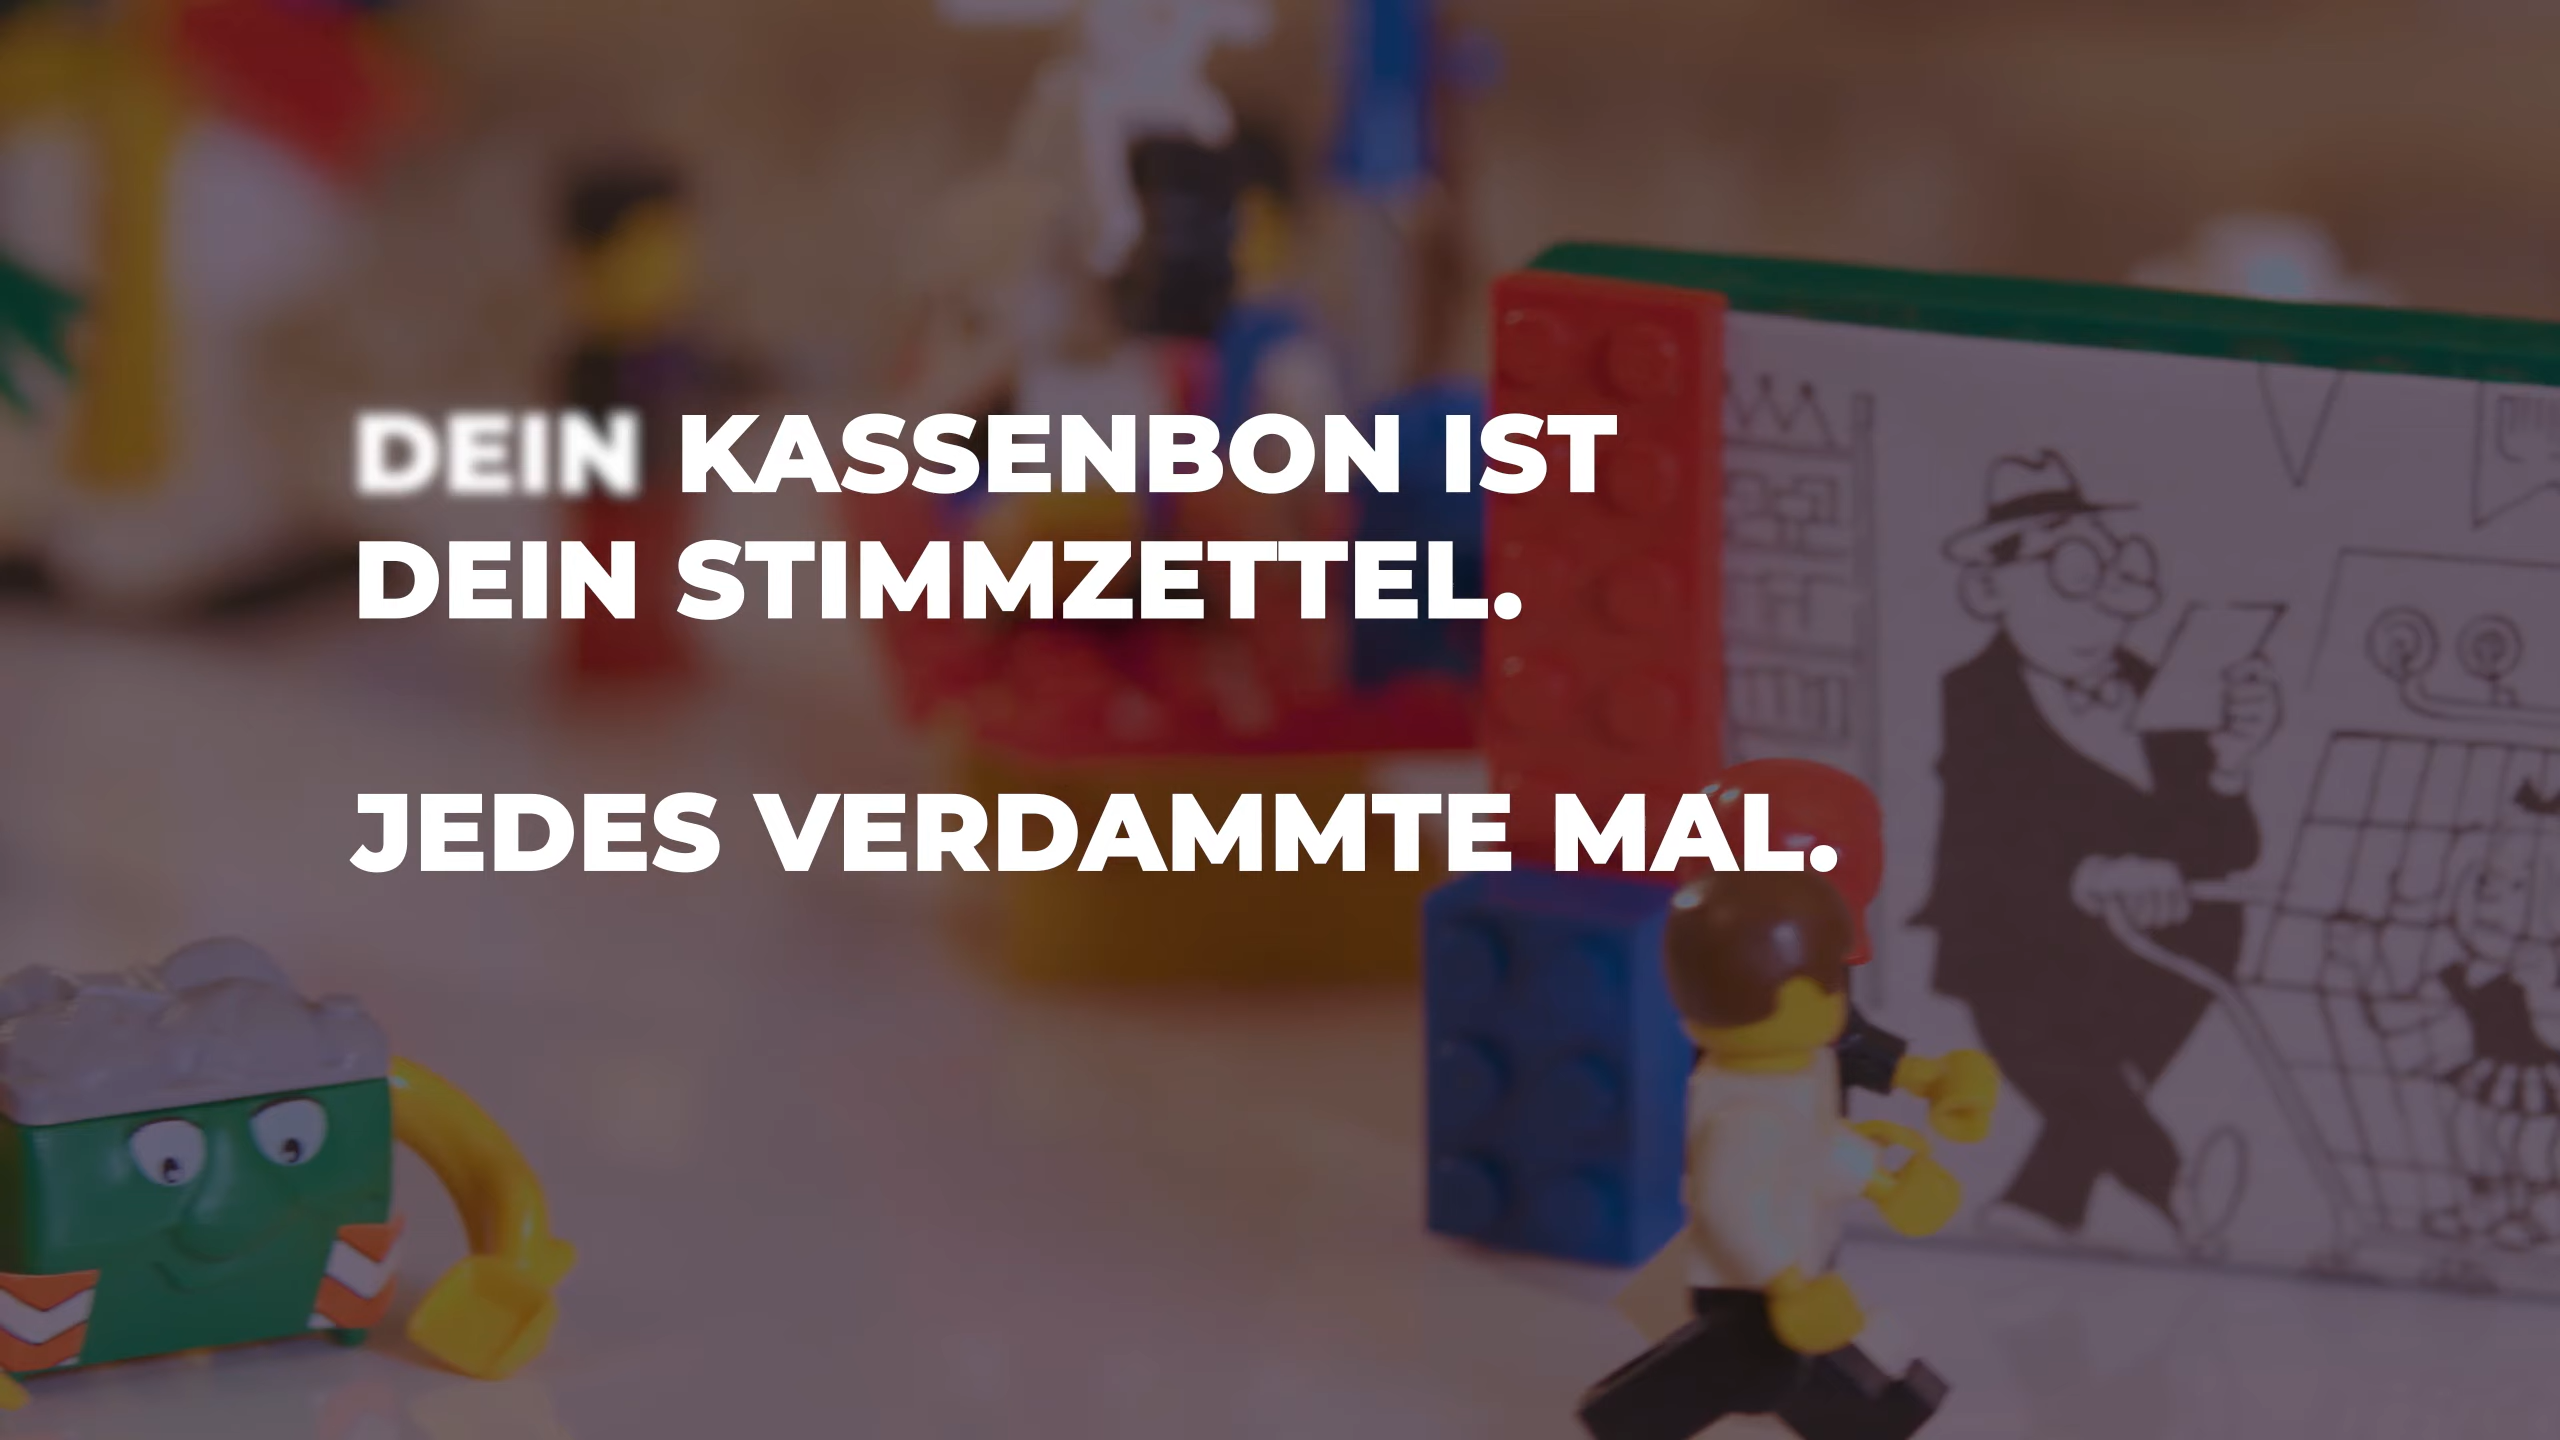 DEIN KASSENBON IST
DEIN STIMMZETTEL.
JEDES VERDAMMTE MAL.